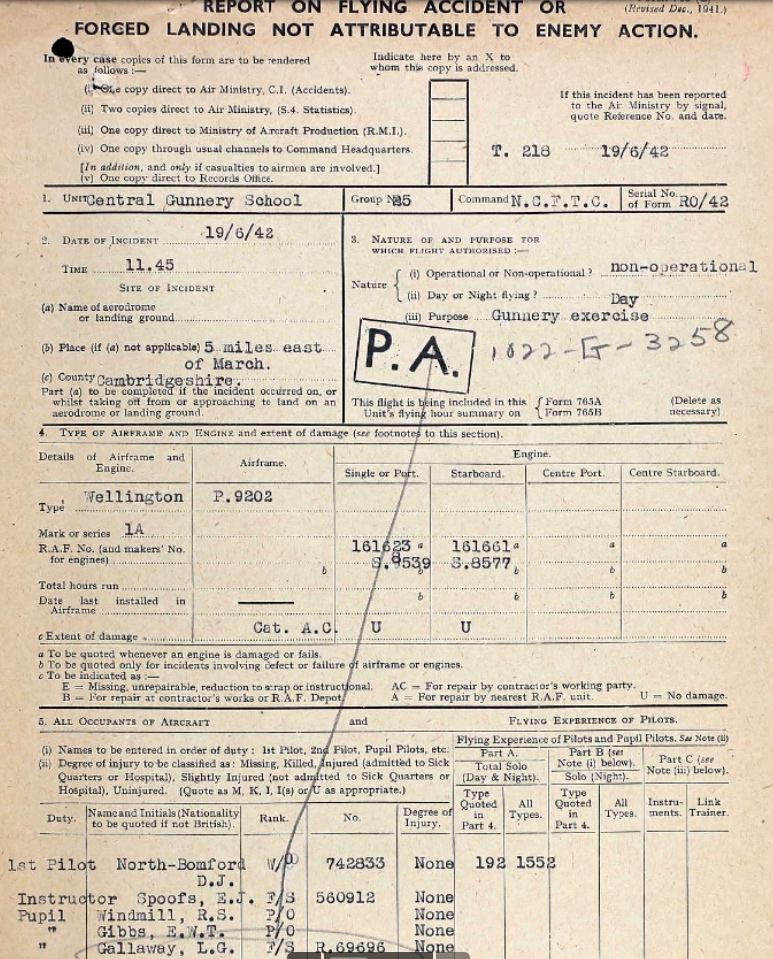 REPORT ON FLYING ACCIDENT OR
(Revised Dec., 1941.)
FORCED LANDING NOT ATTRIBUTABLE TO ENEMY ACTION.
In every case copies of this form are to be rendered
as follows :—
(i) One copy direct to Air Ministry, C.I. (Accidents).
(ii) Two copies direct to Air Ministry, (S.4. Statistics).
(iii) One copy direct to Ministry of Aircraft Production (R.M.I.).
(iv) One copy through usual channels to Command Headquarters.
[In addition, and only if casualties to airmen are involved.]
(v) One copy direct to Records Office.
Indicate here by an X to
whom this copy is addressed.
If this incident has been reported
to the Air Ministry by signal,
quote Reference No. and date.
T. 218 19/6/42
1. UNIT Central Gunnery School Group No 25 Command N.C.F.T.C. Serial No. of Form RO/42
2. DATE OF INCIDENT 19/6/42
TIME 11.45
SITE OF INCIDENT
(a) Name of aerodrome
or landing ground
(b) Place (if (a) not applicable) 5 miles east
of March.
(c) County Cambridgeshire.
Part (a) to be completed if the incident occurred on, or
whilst taking off from or approaching to land on an
aerodrome or landing ground.
3. NATURE OF AND PURPOSE FOR
WHICH FLIGHT AUTHORISED :—
Nature
(i) Operational or Non-operational ? non-operational
(ii) Day or Night flying ? Day
(iii) Purpose Gunnery exercise
P.A. 1022-G-3258
This flight is being included in this
Unit's flying hour summary on
Form 765A
Form 765B
(Delete as
necessary)
4. TYPE OF AIRFRAME AND ENGINE and extent of damage (see footnotes to this section).
Details of Airframe and
Engine.
Airframe.
Engine.
Single or Port. Starboard. Centre Port. Centre Starboard.
Type Wellington P.9202
Mark or series 1A
R.A.F. No. (and makers' No.
for engines)
161623 a 161661 a a a
S.8539 S.8577
b b b b b
Total hours run
Date last installed in
Airframe
b b b
c Extent of damage Cat. A.C. U U
a To be quoted whenever an engine is damaged or fails.
b To be quoted only for incidents involving defect or failure of airframe or engines.
c To be indicated as :—
E = Missing, unrepairable, reduction to scrap or instructional. AC = For repair by contractor's working party.
B = For repair at contractor's works or R.A.F. Depot. A = For repair by nearest R.A.F. unit. U = No damage.
5. ALL OCCUPANTS OF AIRCRAFT and FLYING EXPERIENCE OF PILOTS.
(i) Names to be entered in order of duty : 1st Pilot, 2nd Pilot, Pupil Pilots, etc.
(ii) Degree of injury to be classified as : Missing, Killed, Injured (admitted to Sick
Quarters or Hospital), Slightly Injured (not admitted to Sick Quarters or
Hospital), Uninjured. (Quote as M, K, I, I(s) or U as appropriate.)
Flying Experience of Pilots and Pupil Pilots. See Note (ii)
Part A.
Total Solo
(Day & Night).
Part B (see
Note (i) below).
Solo (Night).
Part C (see
Note (iii) below).
Type
Quoted
in
Part 4.
All
Types.
Type
Quoted
in
Part 4.
All
Types.
Instru-
ments.
Link
Trainer.
Duty.
Name and Initials (Nationality
to be quoted if not British).
Rank.
No.
Degree of
Injury.
1st Pilot North-Bomford W/O 742833 None 192 1552
D.J.
Instructor Spoofs, E.J. F/S 560912 None
Pupil Windmill, R.S. P/O None
" Gibbs, E.W.T. P/O None
" Gallaway, L.G. F/S R.69696 None